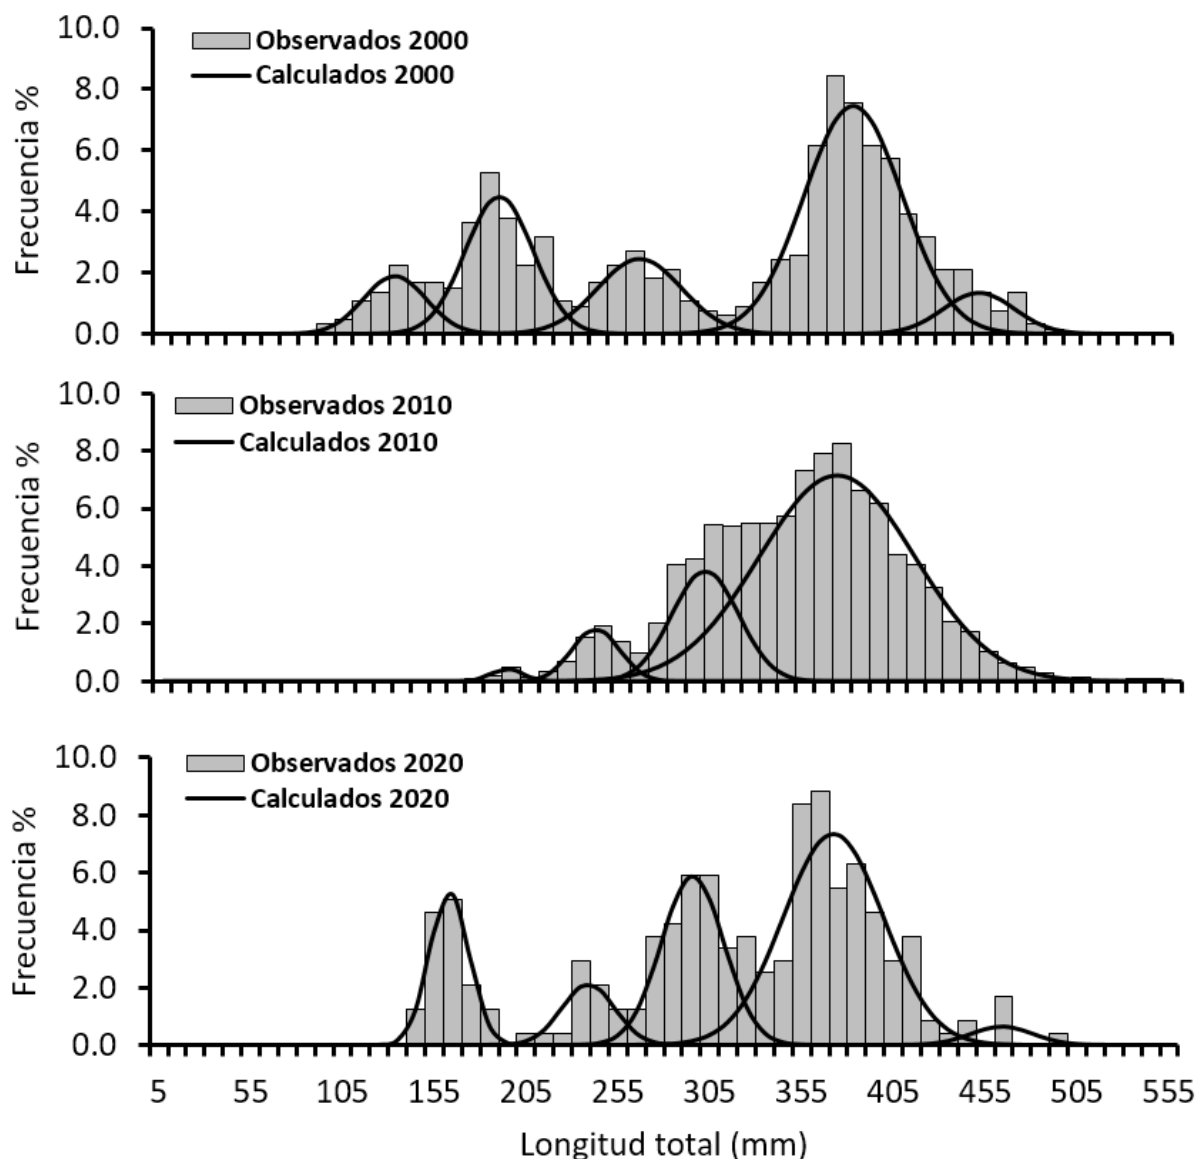 10.0
8.0
6.0
4.0
2.0
0.0
Frecuencia %
Observados 2000
Calculados 2000
10.0
8.0
6.0
4.0
2.0
0.0
Frecuencia %
Observados 2010
Calculados 2010
10.0
8.0
6.0
4.0
2.0
0.0
Frecuencia %
Observados 2020
Calculados 2020
5 55 105 155 205 255 305 355 405 455 505 555
Longitud total (mm)